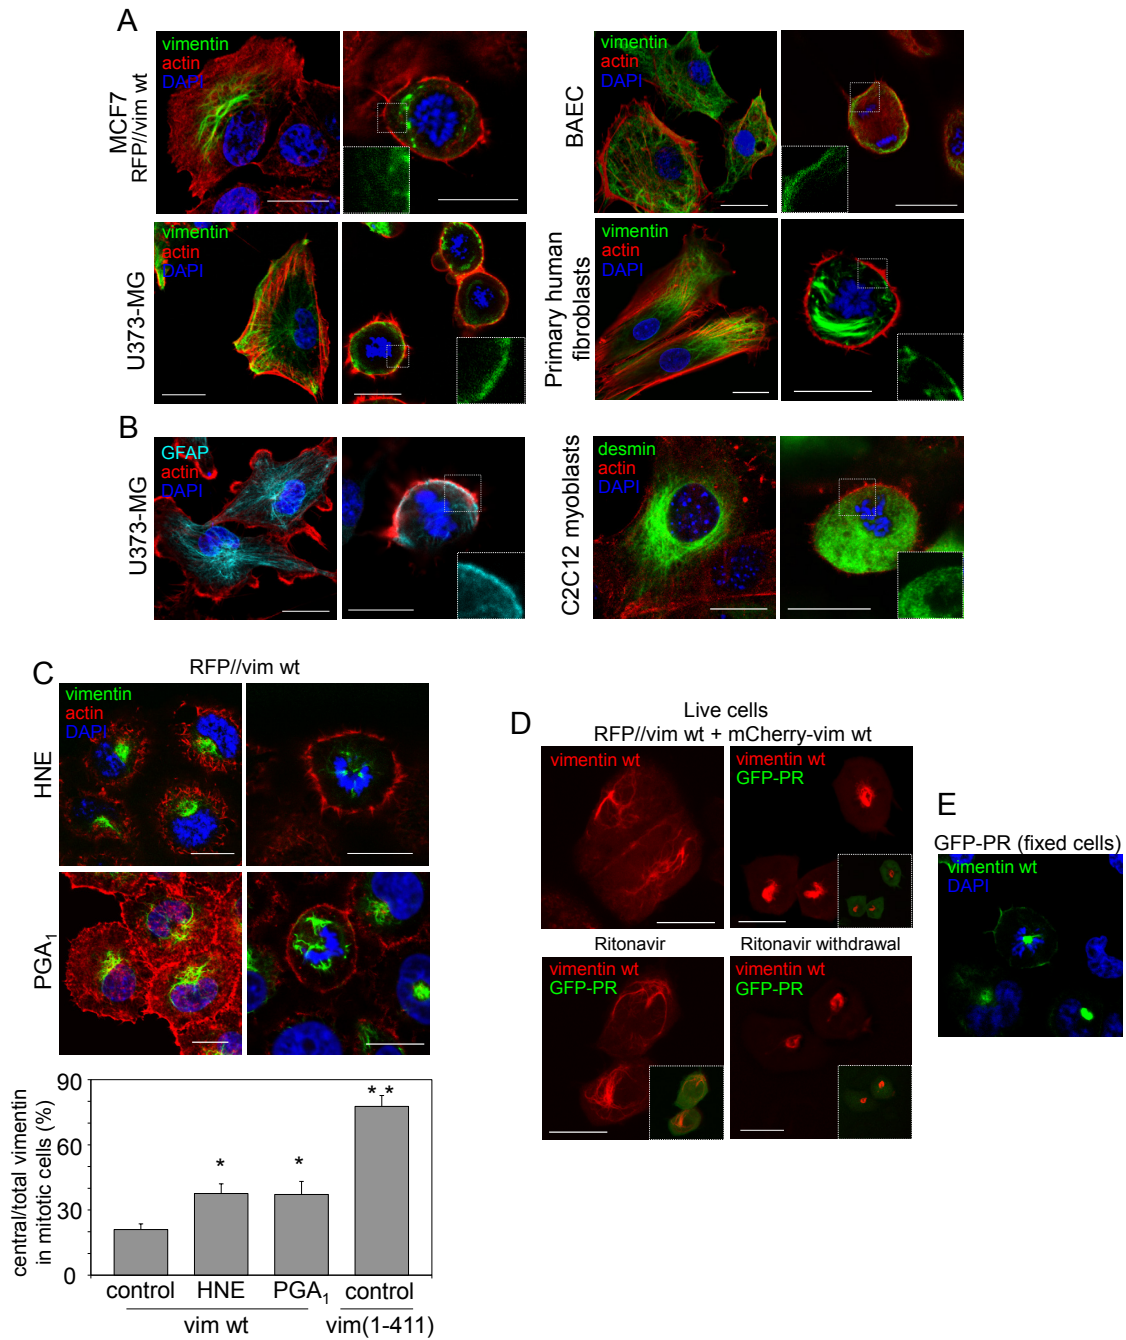 A
MCF7
RFP//vim wt
vimentin
actin
DAPI
BAEC
vimentin
actin
DAPI
U373-MG
vimentin
actin
DAPI
Primary human
fibroblasts
vimentin
actin
DAPI
B
U373-MG
GFAP
actin
DAPI
C2C12 myoblasts
desmin
actin
DAPI
C
RFP//vim wt
HNE
vimentin
actin
DAPI
PGA₁
central/total vimentin
in mitotic cells (%)
90
60
30
0
*
*
**
control HNE PGA₁ control
vim wt vim(1-411)
D
Live cells
RFP//vim wt + mCherry-vim wt
vimentin wt
vimentin wt
GFP-PR
Ritonavir
vimentin wt
GFP-PR
Ritonavir withdrawal
vimentin wt
GFP-PR
E
GFP-PR (fixed cells)
vimentin wt
DAPI